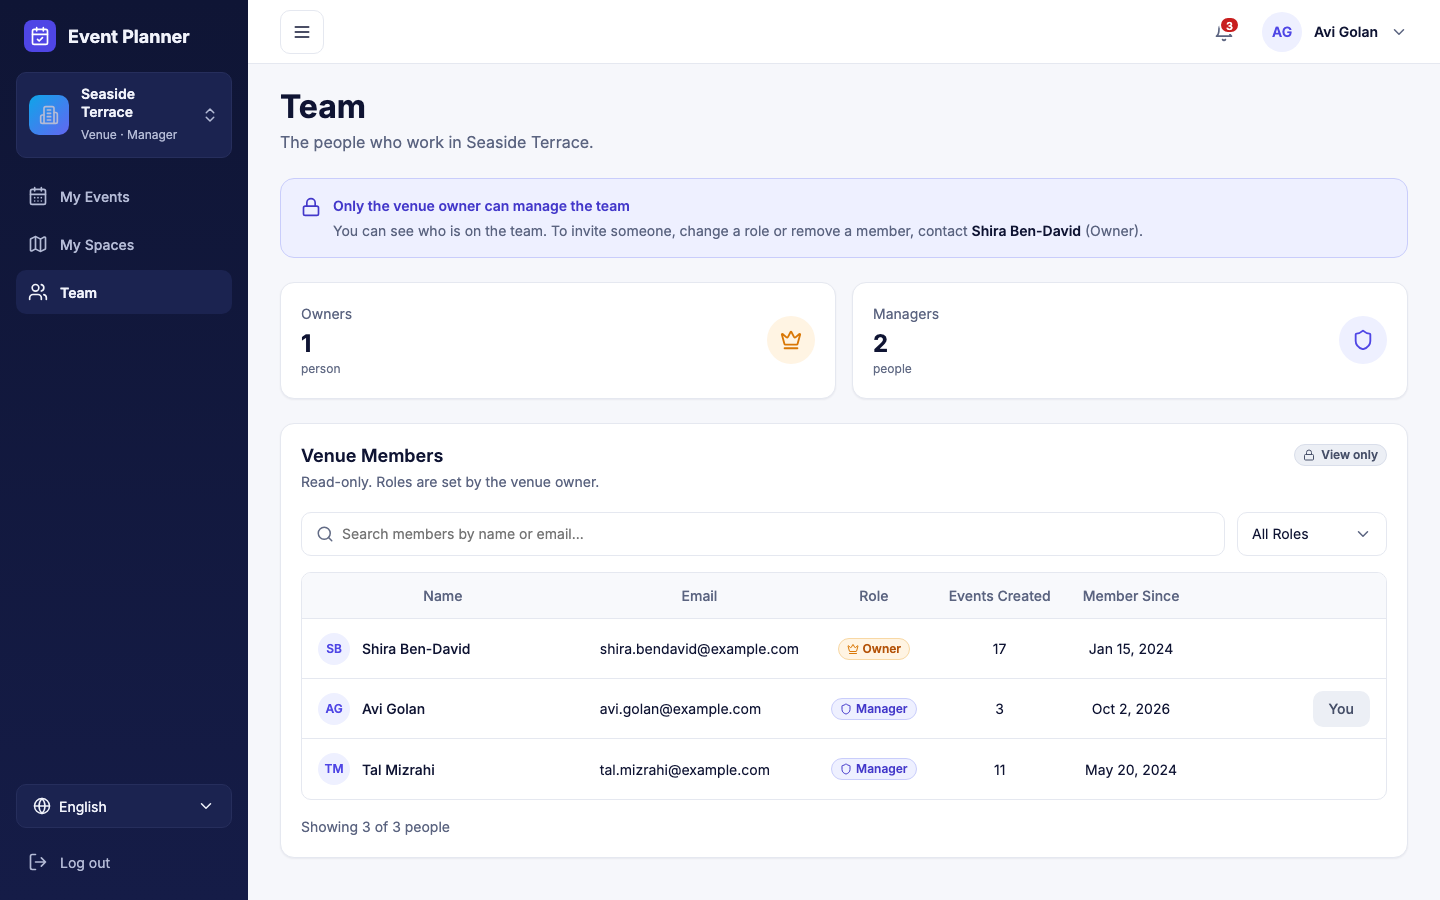 Event Planner
Seaside
Terrace
Venue · Manager
My Events
My Spaces
Team
English
Log out
3
AG
Avi Golan
Team
The people who work in Seaside Terrace.
Only the venue owner can manage the team
You can see who is on the team. To invite someone, change a role or remove a member, contact Shira Ben-David (Owner).
Owners
1
person
Managers
2
people
Venue Members
View only
Read-only. Roles are set by the venue owner.
Search members by name or email...
All Roles
Name Email Role Events Created Member Since
SB Shira Ben-David shira.bendavid@example.com Owner 17 Jan 15, 2024
AG Avi Golan avi.golan@example.com Manager 3 Oct 2, 2026 You
TM Tal Mizrahi tal.mizrahi@example.com Manager 11 May 20, 2024
Showing 3 of 3 people